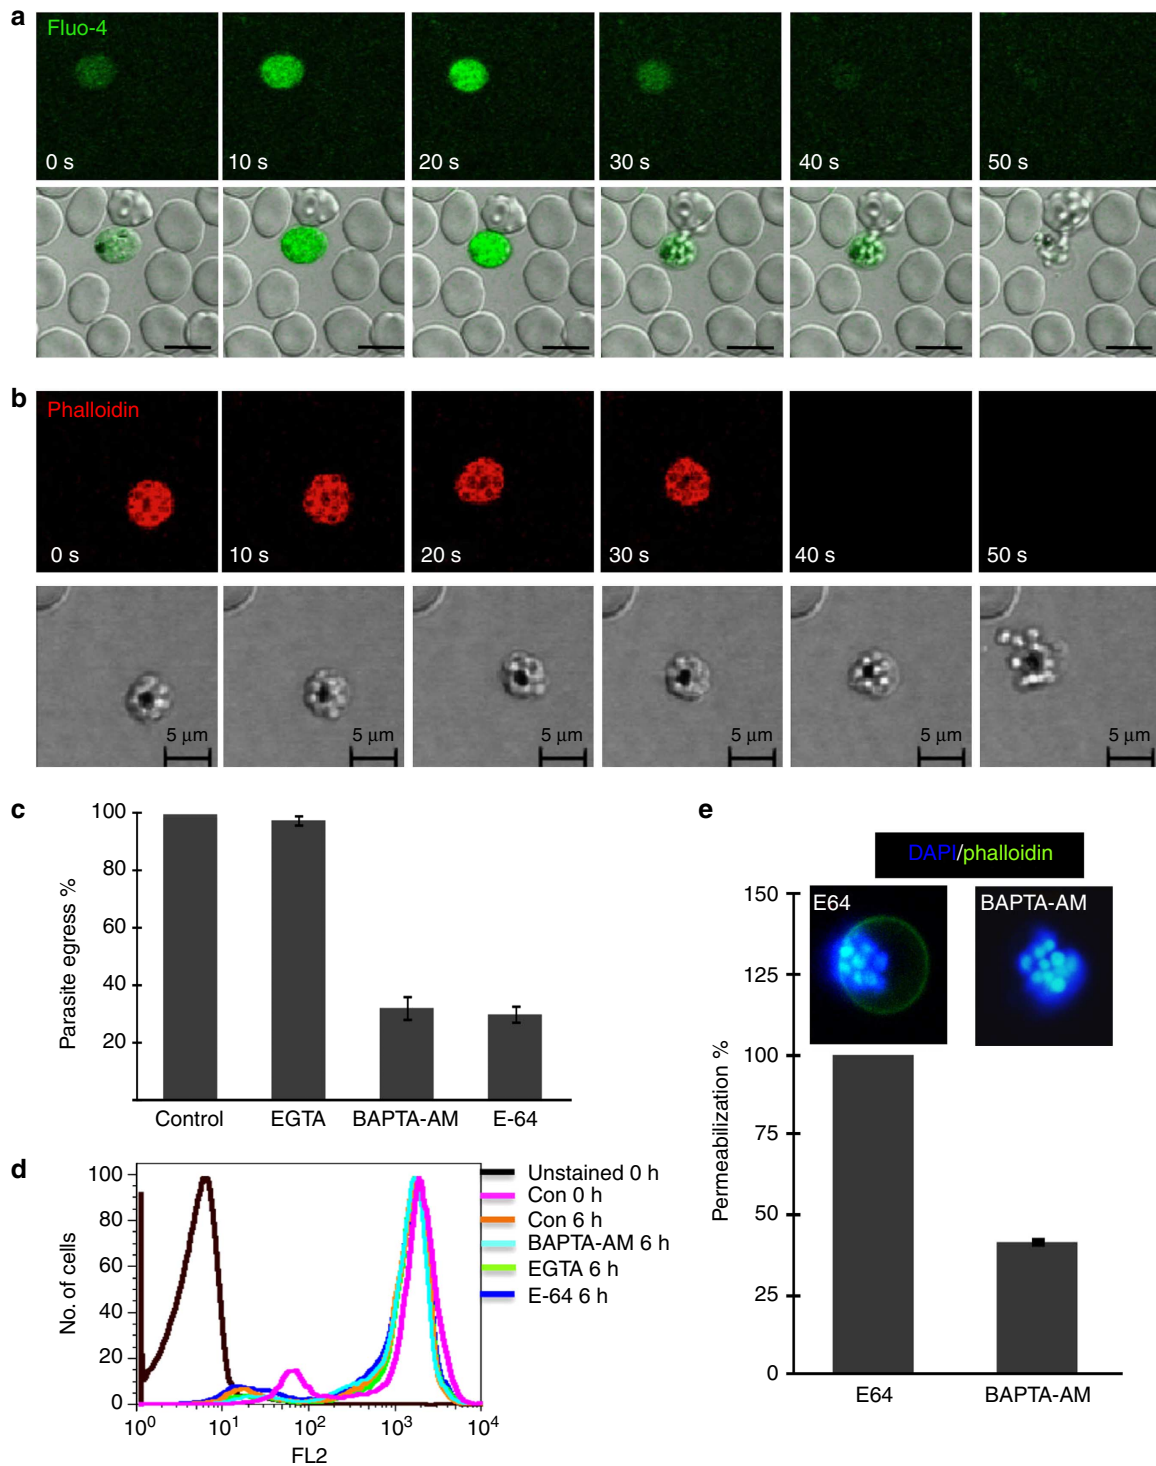 a
Fluo-4
0 s
10 s
20 s
30 s
40 s
50 s
b
Phalloidin
0 s
10 s
20 s
30 s
40 s
50 s
5 µm
5 µm
5 µm
5 µm
5 µm
5 µm
c
Parasite egress %
100
80
60
40
20
Control
EGTA
BAPTA-AM
E-64
d
No. of cells
100
80
60
40
20
0
10⁰
10¹
10²
10³
10⁴
FL2
Unstained 0 h
Con 0 h
Con 6 h
BAPTA-AM 6 h
EGTA 6 h
E-64 6 h
e
DAPI/phalloidin
E64
BAPTA-AM
Permeabilization %
150
125
100
75
50
25
0
E64
BAPTA-AM